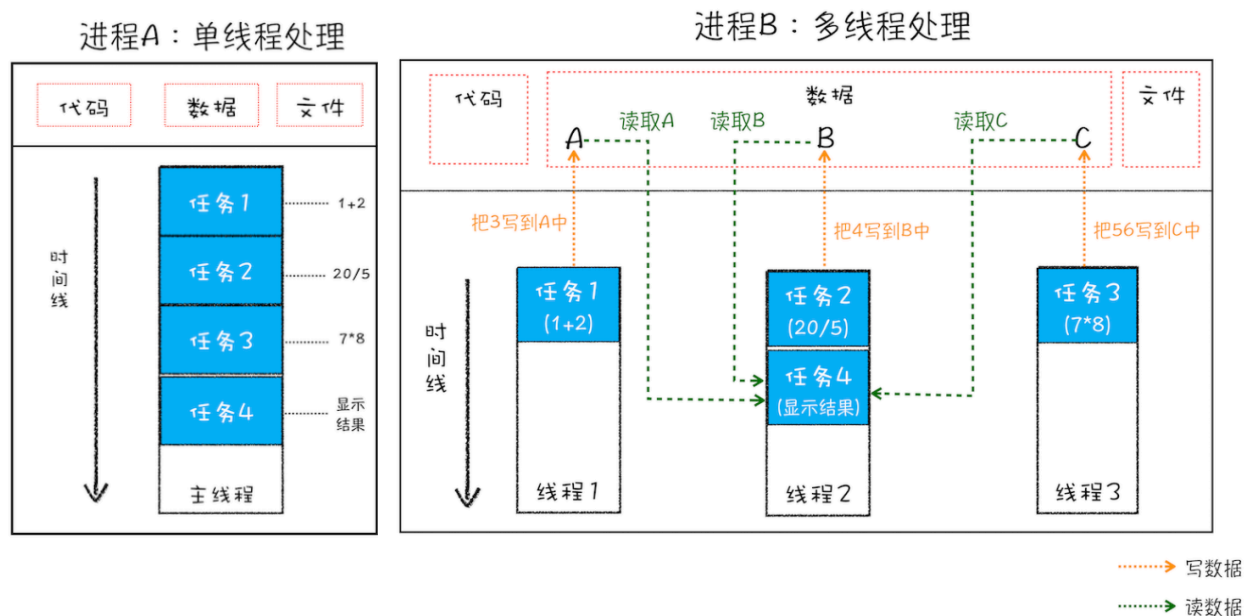 进程A：单线程处理
代码
数据
文件
时
间
线
任务1
1+2
任务2
20/5
任务3
7*8
任务4
显示
结果
主线程
进程B：多线程处理
代码
数据
文件
读取A
读取B
读取C
A
B
C
把3写到A中
把4写到B中
把56写到C中
时
间
线
任务1
(1+2)
任务2
(20/5)
任务3
(7*8)
任务4
(显示结果)
线程1
线程2
线程3
写数据
读数据